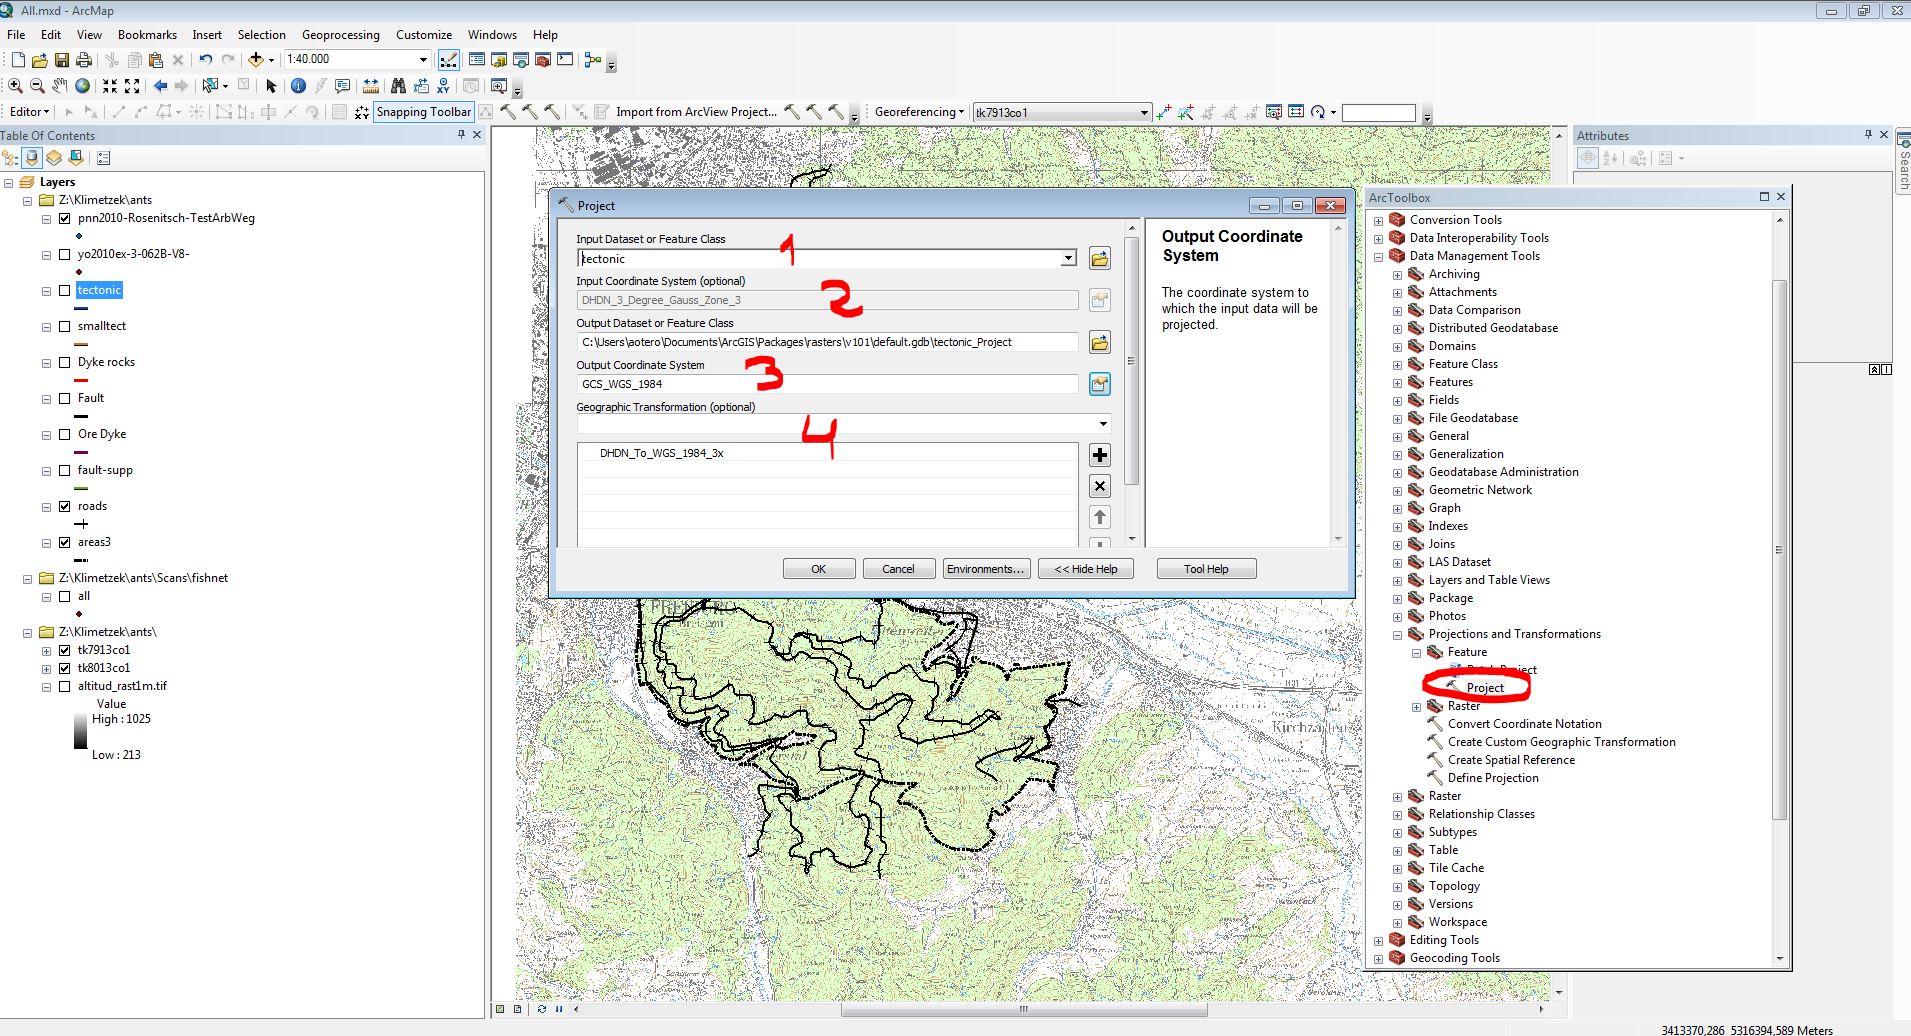 All.mxd - ArcMap
File Edit View Bookmarks Insert Selection Geoprocessing Customize Windows Help
1:40.000
Editor Snapping Toolbar Import from ArcView Project... Georeferencing tk7913co1
Table Of Contents
Layers
Z:\Klimetzek\ants
pnn2010-Rosenitsch-TestArbWeg
yo2010ex-3-062B-V8-
tectonic
smalltect
Dyke rocks
Fault
Ore Dyke
fault-supp
roads
areas3
Z:\Klimetzek\ants\Scans\fishnet
all
Z:\Klimetzek\ants\
tk7913co1
tk8013co1
altitud_rast1m.tif
Value
High : 1025
Low : 213
Project
Input Dataset or Feature Class
1
tectonic
Input Coordinate System (optional)
2
DHDN_3_Degree_Gauss_Zone_3
Output Dataset or Feature Class
C:\Users\aotero\Documents\ArcGIS\Packages\rasters\v101\default.gdb\tectonic_Project
Output Coordinate System
3
GCS_WGS_1984
Geographic Transformation (optional)
4
DHDN_To_WGS_1984_3x
OK Cancel Environments... << Hide Help Tool Help
Output Coordinate
System
The coordinate system to
which the input data will be
projected.
Attributes
Search
ArcToolbox
Conversion Tools
Data Interoperability Tools
Data Management Tools
Archiving
Attachments
Data Comparison
Distributed Geodatabase
Domains
Feature Class
Features
Fields
File Geodatabase
General
Generalization
Geodatabase Administration
Geometric Network
Graph
Indexes
Joins
LAS Dataset
Layers and Table Views
Package
Photos
Projections and Transformations
Feature
Batch Project
Project
Raster
Convert Coordinate Notation
Create Custom Geographic Transformation
Create Spatial Reference
Define Projection
Raster
Relationship Classes
Subtypes
Table
Tile Cache
Topology
Versions
Workspace
Editing Tools
Geocoding Tools
3413370,286 5316394,589 Meters